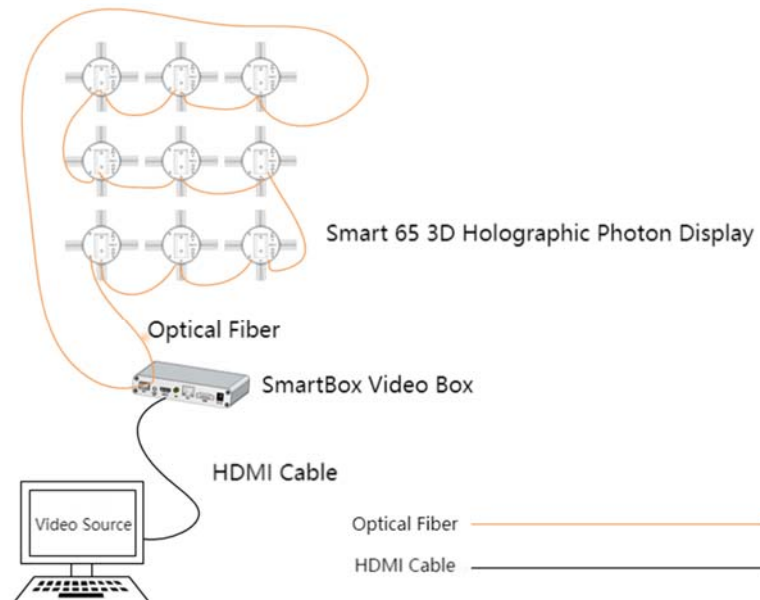 Smart 65 3D Holographic Photon Display
Optical Fiber
SmartBox Video Box
HDMI Cable
Video Source
Optical Fiber
HDMI Cable